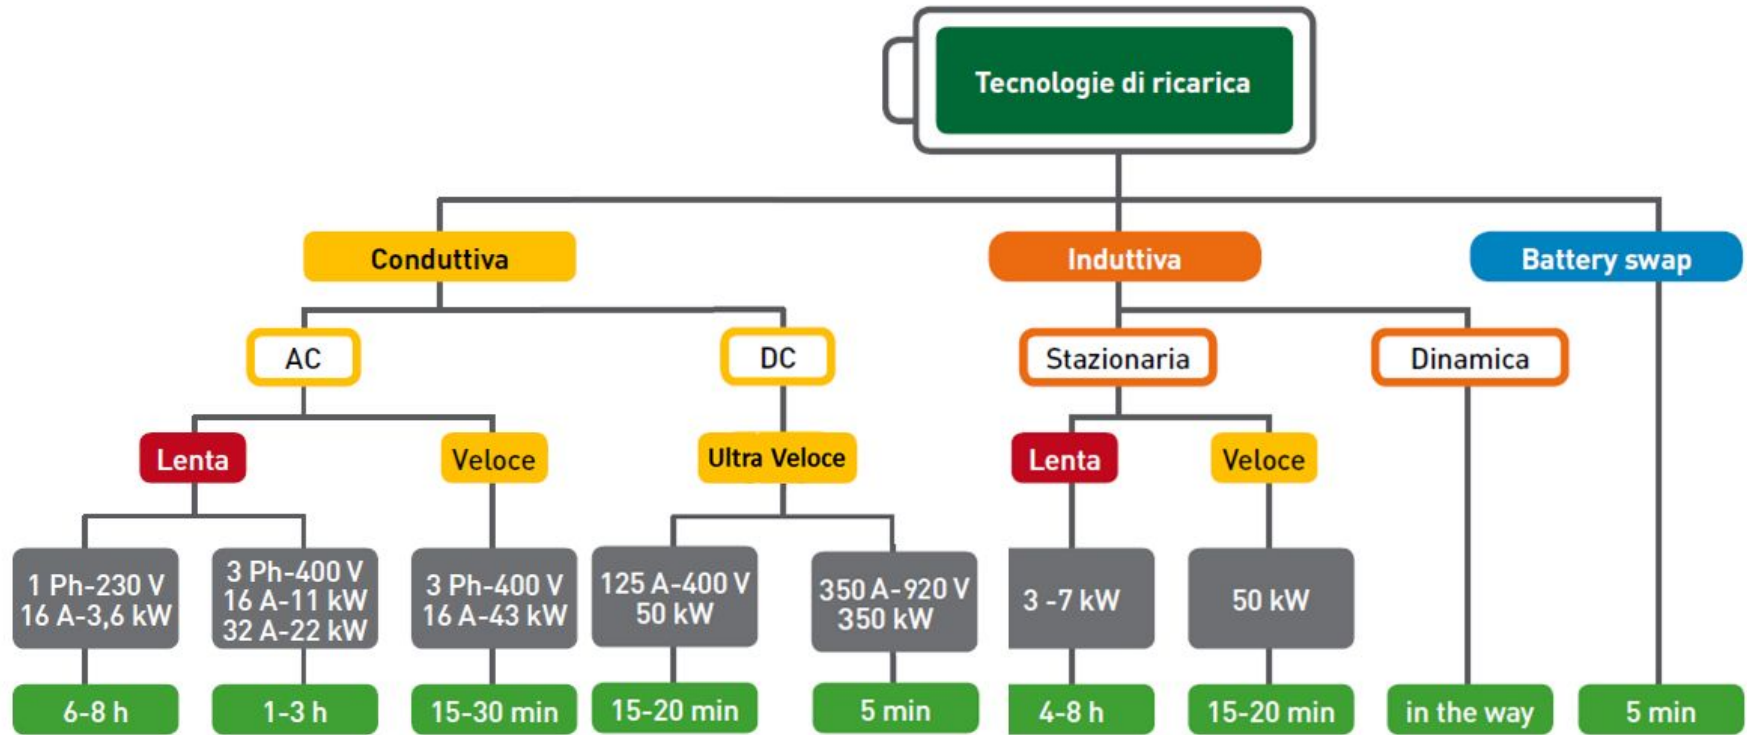 Tecnologie di ricarica
Conduttiva
Induttiva
Battery swap
AC
DC
Stazionaria
Dinamica
Lenta
Veloce
Ultra Veloce
Lenta
Veloce
1 Ph-230 V
16 A-3,6 kW
3 Ph-400 V
16 A-11 kW
32 A-22 kW
3 Ph-400 V
16 A-43 kW
125 A-400 V
50 kW
350 A-920 V
350 kW
3 -7 kW
50 kW
6-8 h
1-3 h
15-30 min
15-20 min
5 min
4-8 h
15-20 min
in the way
5 min